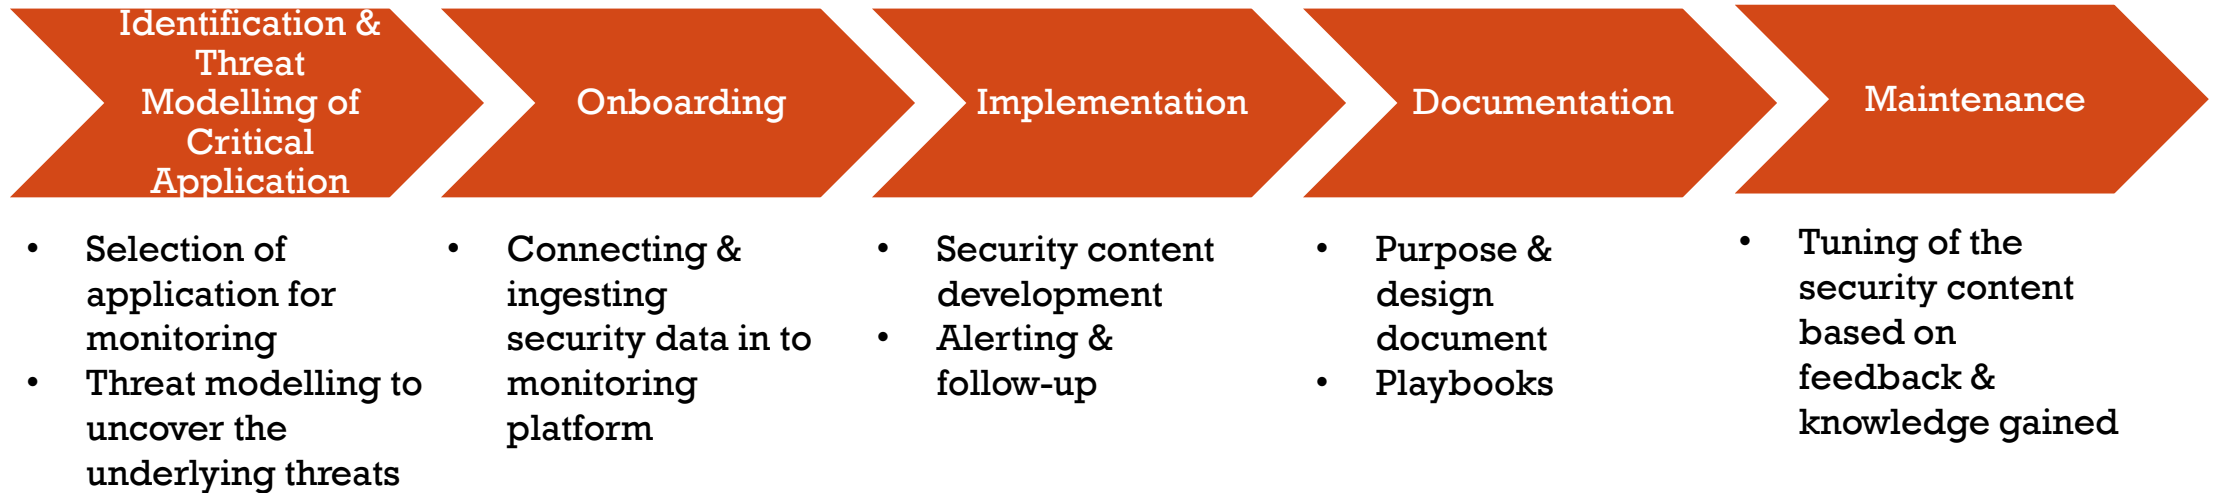 Identification &
Threat
Modelling of
Critical
Application
Onboarding
Implementation
Documentation
Maintenance
• Selection of
application for
monitoring
• Threat modelling to
uncover the
underlying threats
• Connecting &
ingesting
security data in to
monitoring
platform
• Security content
development
• Alerting &
follow-up
• Purpose &
design
document
• Playbooks
• Tuning of the
security content
based on
feedback &
knowledge gained